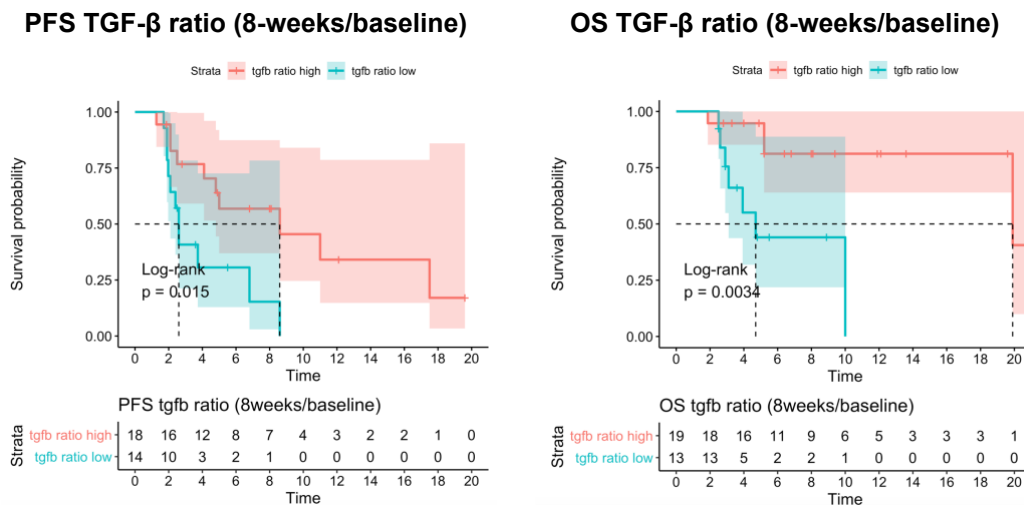 PFS TGF-β ratio (8-weeks/baseline)
Strata tgfb ratio high tgfb ratio low
Survival probability
1.00
0.75
0.50
0.25
0.00
Log-rank
p = 0.015
0 2 4 6 8 10 12 14 16 18 20
Time
PFS tgfb ratio (8weeks/baseline)
Strata
tgfb ratio high 18 16 12 8 7 4 3 2 2 1 0
tgfb ratio low 14 10 3 2 1 0 0 0 0 0 0
0 2 4 6 8 10 12 14 16 18 20
Time
OS TGF-β ratio (8-weeks/baseline)
Strata tgfb ratio high tgfb ratio low
Survival probability
1.00
0.75
0.50
0.25
0.00
Log-rank
p = 0.0034
0 2 4 6 8 10 12 14 16 18 20
Time
OS tgfb ratio (8weeks/baseline)
Strata
tgfb ratio high 19 18 16 11 9 6 5 3 3 3 1
tgfb ratio low 13 13 5 2 2 1 0 0 0 0 0
0 2 4 6 8 10 12 14 16 18 20
Time